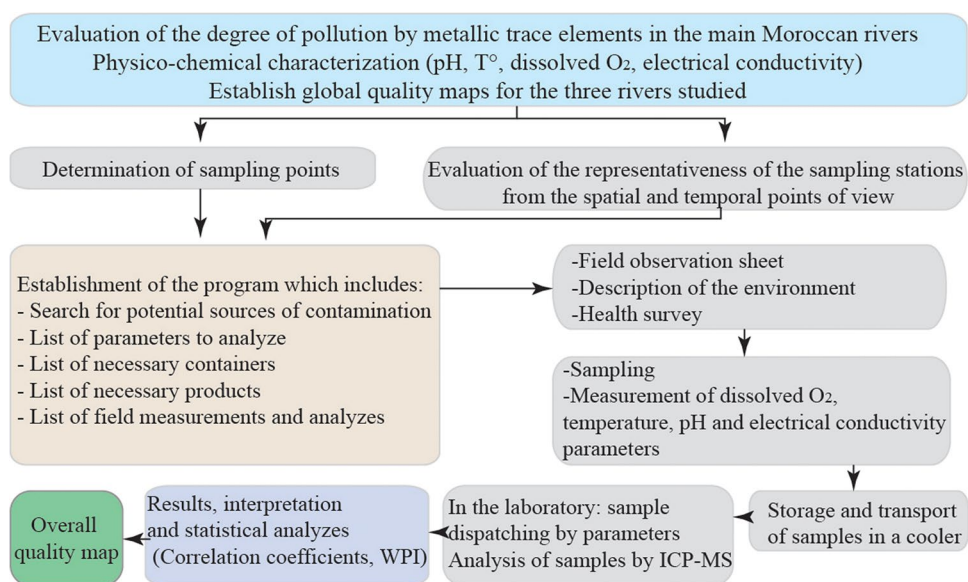 Evaluation of the degree of pollution by metallic trace elements in the main Moroccan rivers
Physico-chemical characterization (pH, T°, dissolved O₂, electrical conductivity)
Establish global quality maps for the three rivers studied
Determination of sampling points
Evaluation of the representativeness of the sampling stations
from the spatial and temporal points of view
Establishment of the program which includes:
- Search for potential sources of contamination
- List of parameters to analyze
- List of necessary containers
- List of necessary products
- List of field measurements and analyzes
-Field observation sheet
-Description of the environment
-Health survey
-Sampling
-Measurement of dissolved O₂,
temperature, pH and electrical conductivity
parameters
Storage and transport
of samples in a cooler
In the laboratory: sample
dispatching by parameters
Analysis of samples by ICP-MS
Results, interpretation
and statistical analyzes
(Correlation coefficients, WPI)
Overall
quality map